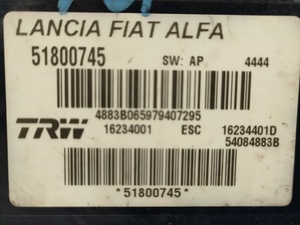 LANCIA FIAT ALFA
51800745 SW: AP 4444
4883B065979407295
TRW 16234001 ESC 16234401D
54084883B
*51800745*